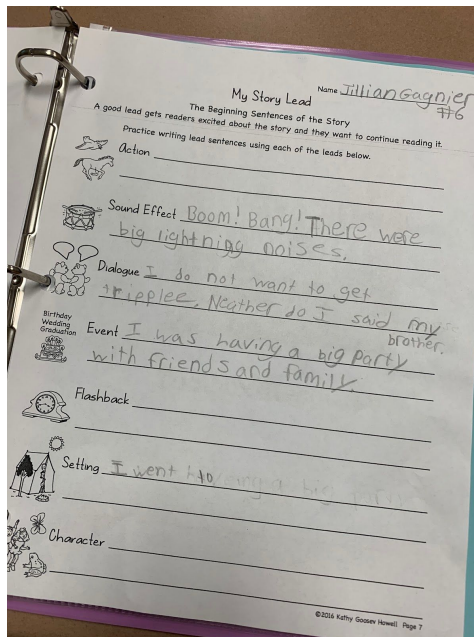 Name Jillian Gagnier
#6
My Story Lead
The Beginning Sentences of the Story
A good lead gets readers excited about the story and they want to continue reading it.
Practice writing lead sentences using each of the leads below.
Action
Sound Effect Boom! Bang! There were
big lightning noises.
Dialogue I do not want to get
tripplee. Neather do I said my
brother.
Birthday
Wedding
Graduation
Event I was having a big party
with friends and family.
Flashback
Setting I went to
Character
©2016 Kathy Goosev Howell Page 7